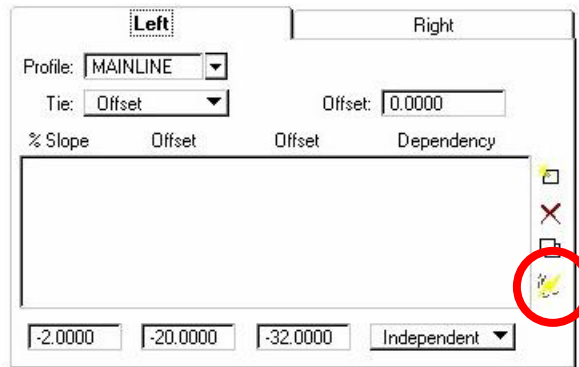 Left Right
Profile: MAINLINE
Tie: Offset Offset: 0.0000
% Slope Offset Offset Dependency
-2.0000 -20.0000 -32.0000 Independent